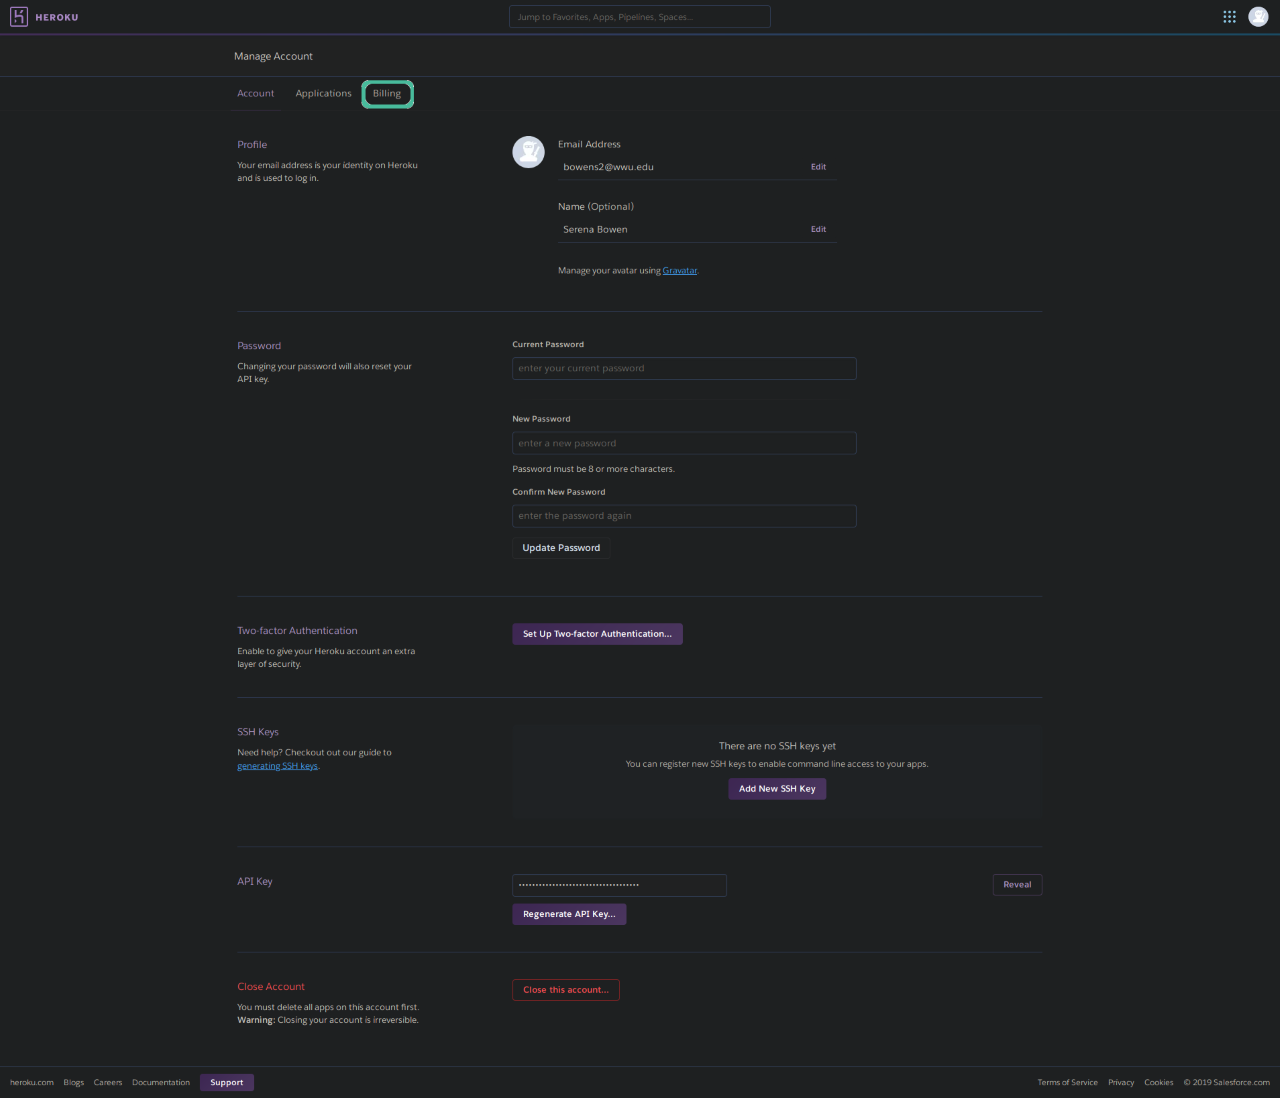 HEROKU
Jump to Favorites, Apps, Pipelines, Spaces...
Manage Account
Account Applications Billing
Profile
Your email address is your identity on Heroku
and is used to log in.
Email Address
bowens2@wwu.edu Edit
Name (Optional)
Serena Bowen Edit
Manage your avatar using Gravatar.
Password
Changing your password will also reset your
API key.
Current Password
enter your current password
New Password
enter a new password
Password must be 8 or more characters.
Confirm New Password
enter the password again
Update Password
Two-factor Authentication
Enable to give your Heroku account an extra
layer of security.
Set Up Two-factor Authentication...
SSH Keys
Need help? Checkout out our guide to
generating SSH keys.
There are no SSH keys yet
You can register new SSH keys to enable command line access to your apps.
Add New SSH Key
API Key
Reveal
Regenerate API Key...
Close Account
You must delete all apps on this account first.
Warning: Closing your account is irreversible.
Close this account...
heroku.com Blogs Careers Documentation Support
Terms of Service Privacy Cookies © 2019 Salesforce.com